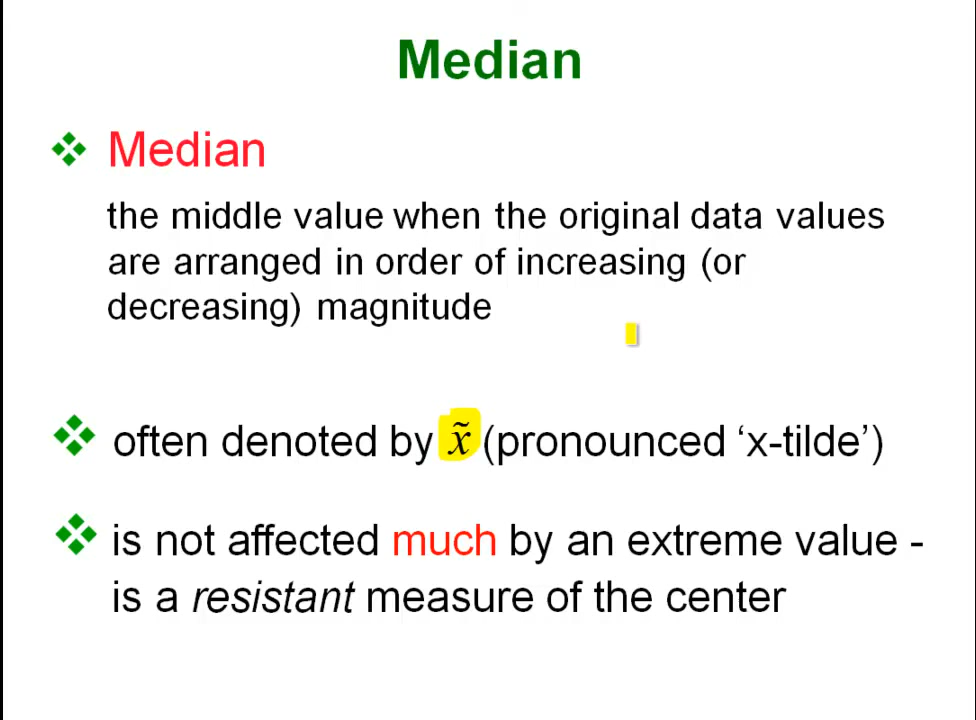 Median
Median
the middle value when the original data values
are arranged in order of increasing (or
decreasing) magnitude
often denoted by x̃ (pronounced ‘x-tilde’)
is not affected much by an extreme value -
is a resistant measure of the center